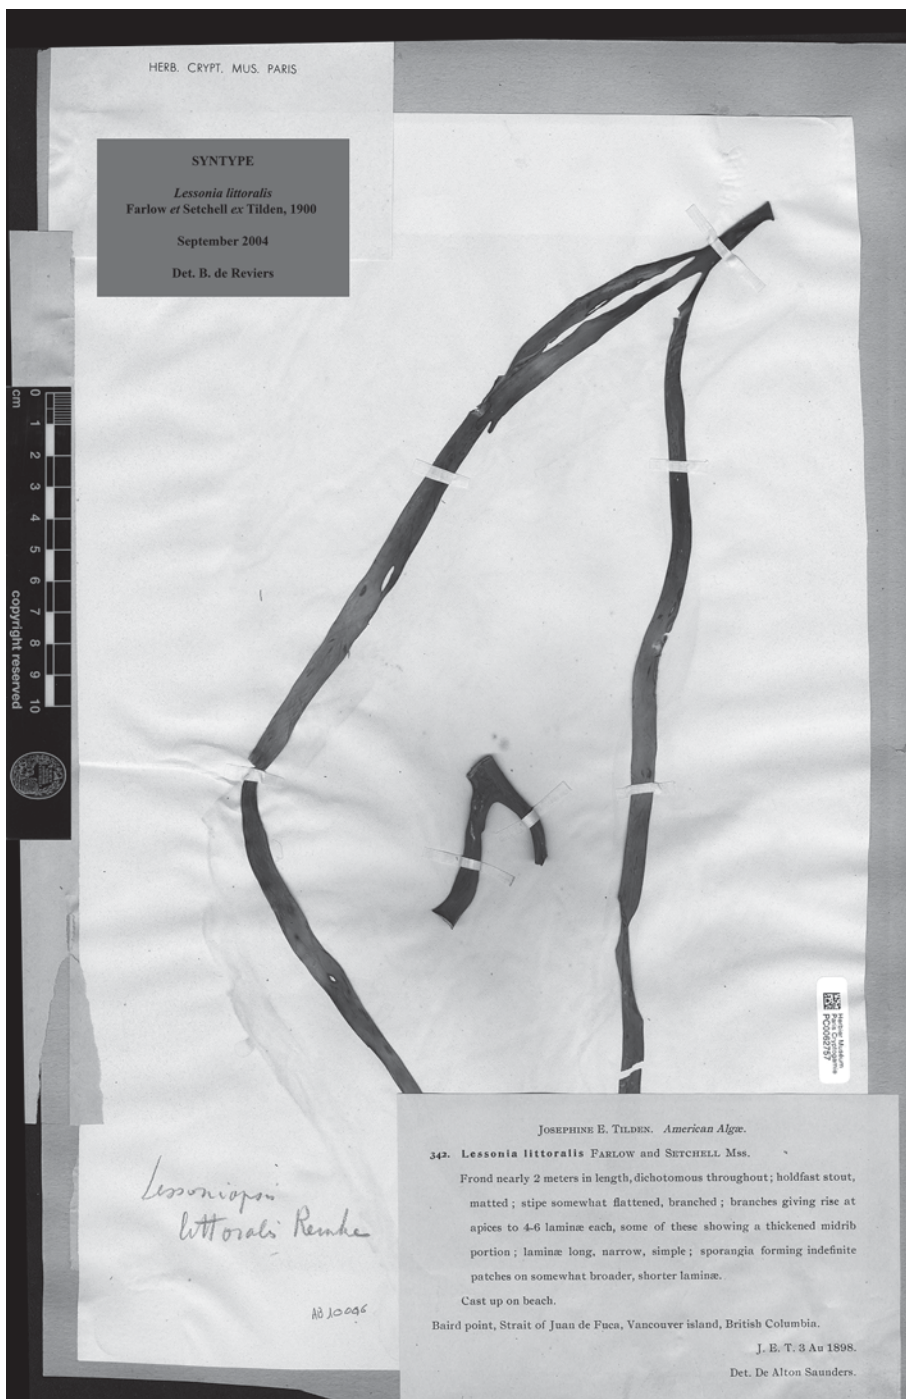 HERB. CRYPT. MUS. PARIS
SYNTYPE
Lessonia littoralis
Farlow et Setchell ex Tilden, 1900
September 2004
Det. B. de Reviers
cm
0 1 2 3 4 5 6 7 8 9 10
copyright reserved
Herbier Muséum
Paris Cryptogamie
PC0062757
JOSEPHINE E. TILDEN. American Algæ.
342. Lessonia littoralis FARLOW and SETCHELL Mss.
Frond nearly 2 meters in length, dichotomous throughout; holdfast stout,
matted; stipe somewhat flattened, branched; branches giving rise at
apices to 4-6 laminæ each, some of these showing a thickened midrib
portion; laminæ long, narrow, simple; sporangia forming indefinite
patches on somewhat broader, shorter laminæ.
Cast up on beach.
Baird point, Strait of Juan de Fuca, Vancouver island, British Columbia.
J. E. T. 3 Au 1898.
Det. De Alton Saunders.
Lessoniopsis
littoralis Reinke
AB 10096